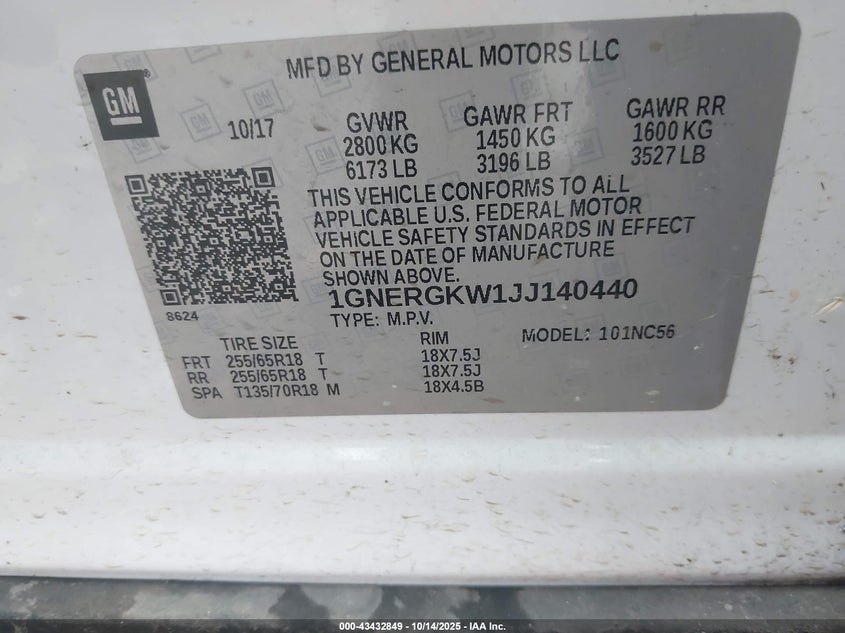 MFD BY GENERAL MOTORS LLC
GM
®
10/17
GVWR GAWR FRT GAWR RR
2800 KG 1450 KG 1600 KG
6173 LB 3196 LB 3527 LB
THIS VEHICLE CONFORMS TO ALL
APPLICABLE U.S. FEDERAL MOTOR
VEHICLE SAFETY STANDARDS IN EFFECT
ON THE DATE OF MANUFACTURE
SHOWN ABOVE.
8624
1GNERGKW1JJ140440
TYPE: M.P.V. MODEL: 101NC56
TIRE SIZE RIM
FRT 255/65R18 T 18X7.5J
RR 255/65R18 T 18X7.5J
SPA T135/70R18 M 18X4.5B
000-43432849 - 10/14/2025 - IAA Inc.